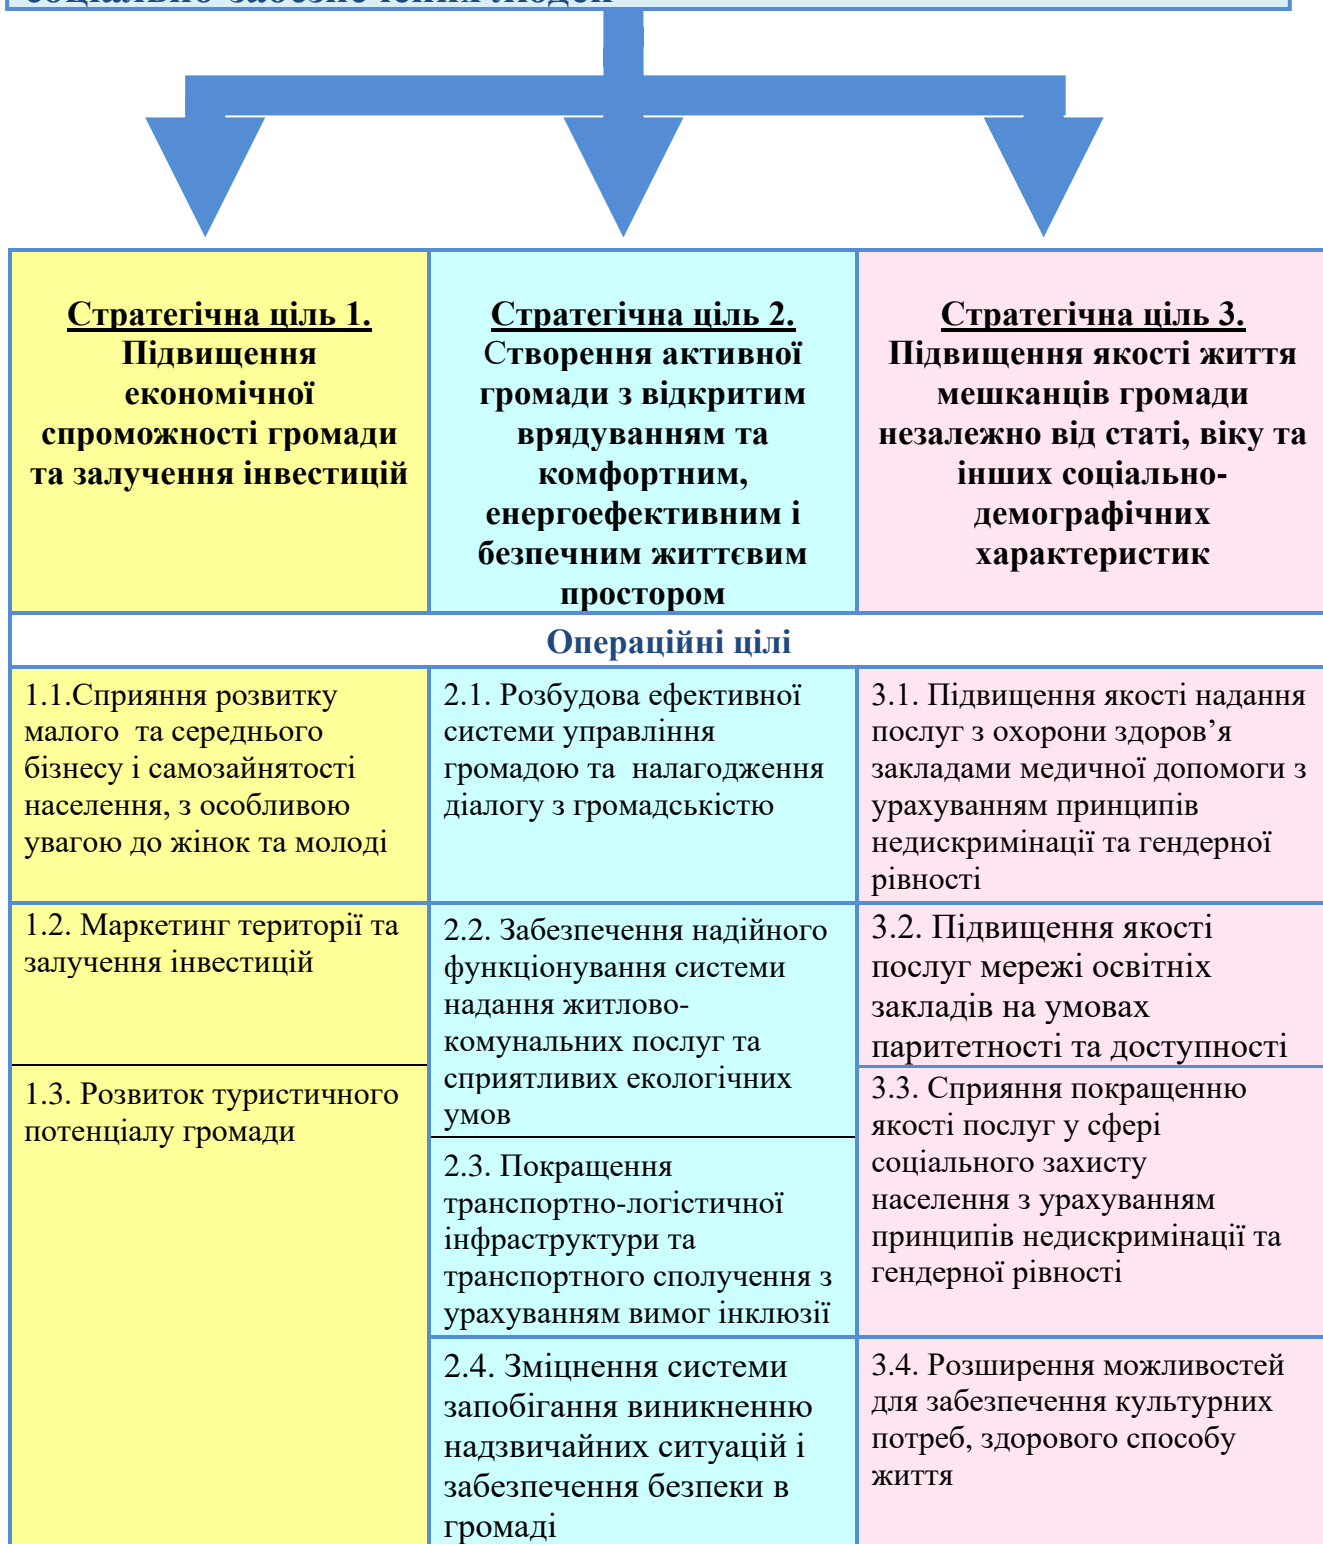 соціально-забезпечених людей
Стратегічна ціль 1.
Підвищення
економічної
спроможності громади
та залучення інвестицій
Стратегічна ціль 2.
Створення активної
громади з відкритим
врядуванням та
комфортним,
енергоефективним і
безпечним життєвим
простором
Стратегічна ціль 3.
Підвищення якості життя
мешканців громади
незалежно від статі, віку та
інших соціально-
демографічних
характеристик
Операційні цілі
1.1.Сприяння розвитку
малого та середнього
бізнесу і самозайнятості
населення, з особливою
увагою до жінок та молоді
2.1. Розбудова ефективної
системи управління
громадою та налагодження
діалогу з громадськістю
3.1. Підвищення якості надання
послуг з охорони здоров’я
закладами медичної допомоги з
урахуванням принципів
недискримінації та гендерної
рівності
1.2. Маркетинг території та
залучення інвестицій
2.2. Забезпечення надійного
функціонування системи
надання житлово-
комунальних послуг та
сприятливих екологічних
умов
3.2. Підвищення якості
послуг мережі освітніх
закладів на умовах
паритетності та доступності
1.3. Розвиток туристичного
потенціалу громади
2.3. Покращення
транспортно-логістичної
інфраструктури та
транспортного сполучення з
урахуванням вимог інклюзії
3.3. Сприяння покращенню
якості послуг у сфері
соціального захисту
населення з урахуванням
принципів недискримінації та
гендерної рівності
2.4. Зміцнення системи
запобігання виникненню
надзвичайних ситуацій і
забезпечення безпеки в
громаді
3.4. Розширення можливостей
для забезпечення культурних
потреб, здорового способу
життя